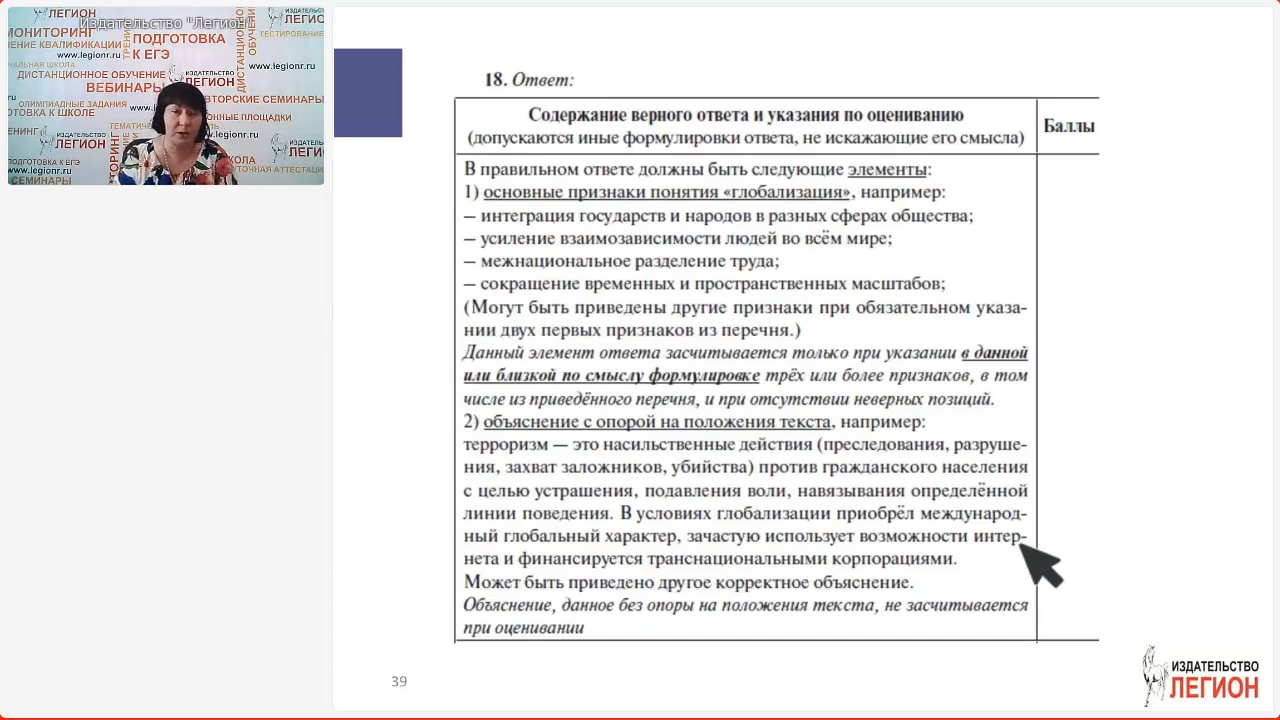 Издательство "Легион"
ЛЕГИОН
МОНИТОРИНГ
ПОДГОТОВКА
К ЕГЭ
www.legionr.ru
ТЕСТИРОВАНИЕ
ДИСТАНЦИОННОЕ ОБУЧЕНИЕ
ВЕБИНАРЫ
ИЗДАТЕЛЬСТВО
ЛЕГИОН
www.legionr.ru
ОЛИМПИАДНЫЕ ЗАДАНИЯ
18. Ответ:
Содержание верного ответа и указания по оцениванию
(допускаются иные формулировки ответа, не искажающие его смысла)
Баллы
В правильном ответе должны быть следующие элементы:
1) основные признаки понятия «глобализация», например:
— интеграция государств и народов в разных сферах общества;
— усиление взаимозависимости людей во всём мире;
— межнациональное разделение труда;
— сокращение временных и пространственных масштабов;
(Могут быть приведены другие признаки при обязательном указа-
нии двух первых признаков из перечня.)
Данный элемент ответа засчитывается только при указании в данной
или близкой по смыслу формулировке трёх или более признаков, в том
числе из приведённого перечня, и при отсутствии неверных позиций.
2) объяснение с опорой на положения текста, например:
терроризм — это насильственные действия (преследования, разруше-
ния, захват заложников, убийства) против гражданского населения
с целью устрашения, подавления воли, навязывания определённой
линии поведения. В условиях глобализации приобрёл международ-
ный глобальный характер, зачастую использует возможности интер-
нета и финансируется транснациональными корпорациями.
Может быть приведено другое корректное объяснение.
Объяснение, данное без опоры на положения текста, не засчитывается
при оценивании
39
ИЗДАТЕЛЬСТВО
ЛЕГИОН